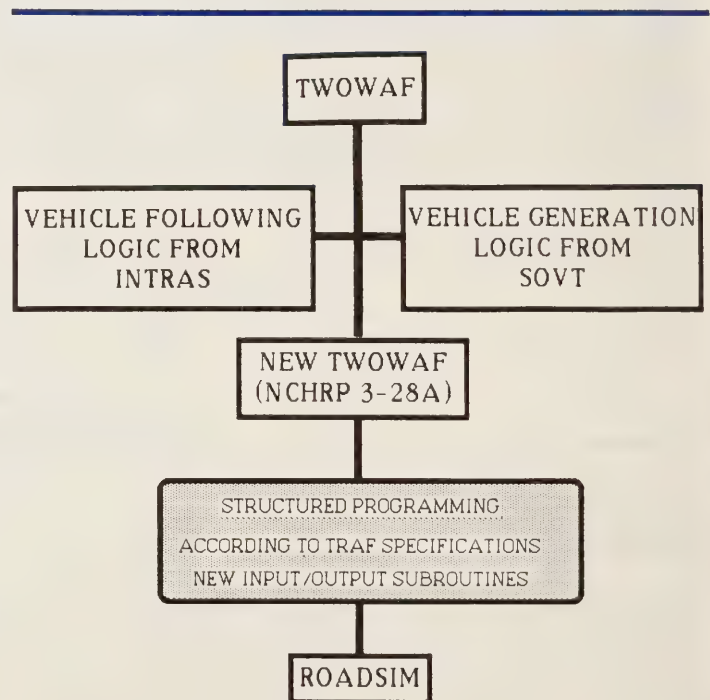 TWOWAF
VEHICLE FOLLOWING
LOGIC FROM
INTRAS
VEHICLE GENERATION
LOGIC FROM
SOVT
NEW TWOWAF
(NCHRP 3-28A)
STRUCTURED PROGRAMMING
ACCORDING TO TRAF SPECIFICATIONS
NEW INPUT/OUTPUT SUBROUTINES
ROADSIM